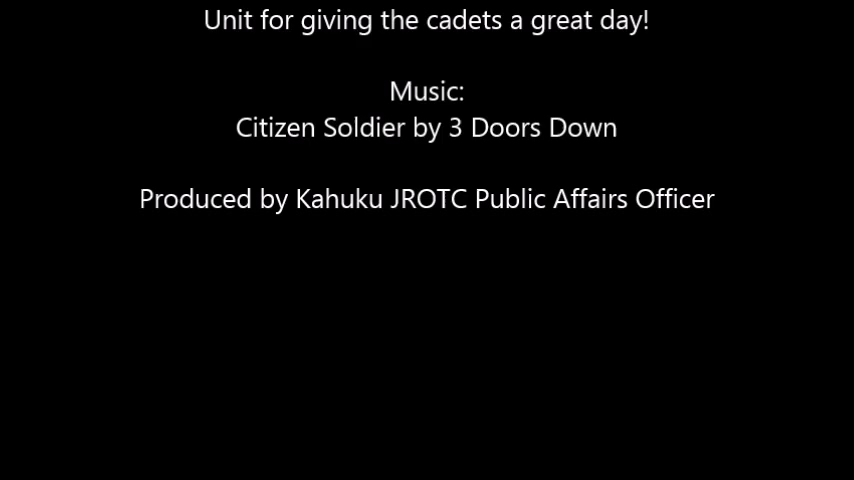 Unit for giving the cadets a great day!
Music:
Citizen Soldier by 3 Doors Down
Produced by Kahuku JROTC Public Affairs Officer